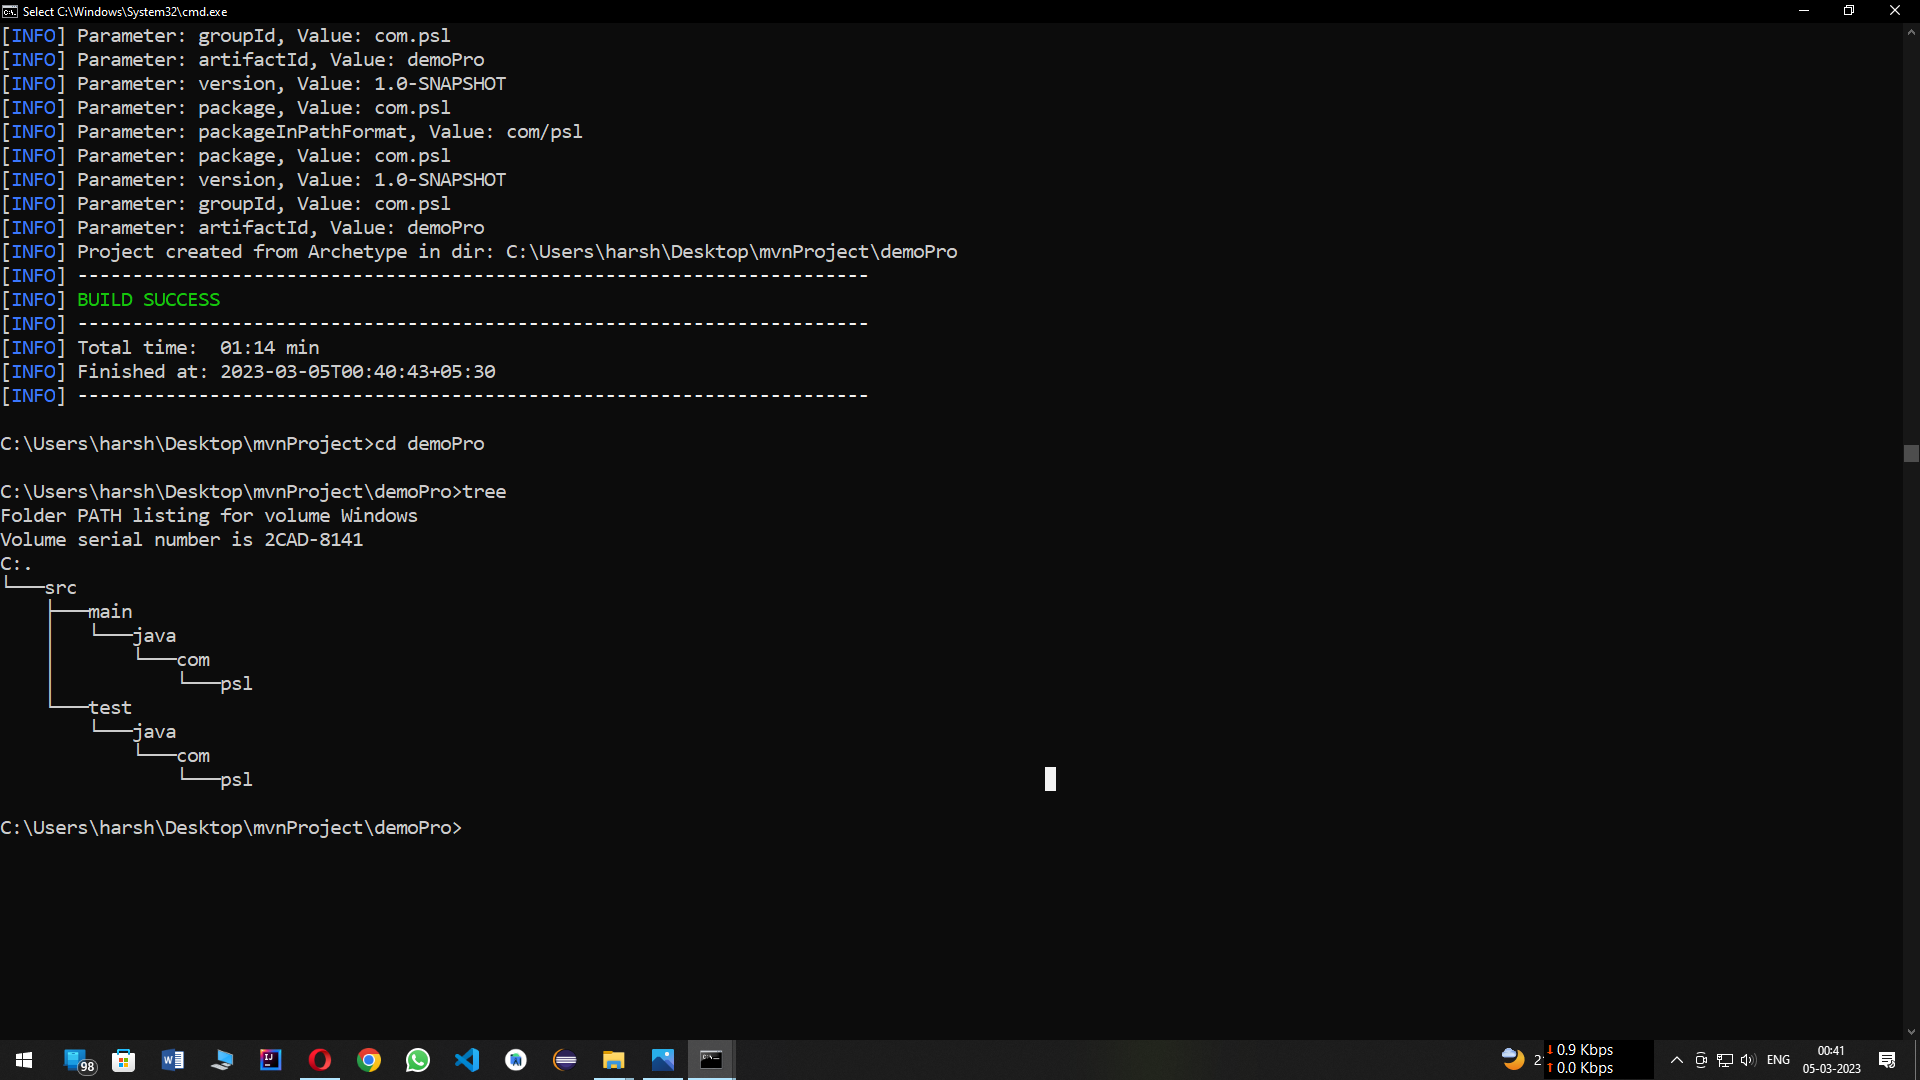 Select C:\Windows\System32\cmd.exe
[INFO] Parameter: groupId, Value: com.psl
[INFO] Parameter: artifactId, Value: demoPro
[INFO] Parameter: version, Value: 1.0-SNAPSHOT
[INFO] Parameter: package, Value: com.psl
[INFO] Parameter: packageInPathFormat, Value: com/psl
[INFO] Parameter: package, Value: com.psl
[INFO] Parameter: version, Value: 1.0-SNAPSHOT
[INFO] Parameter: groupId, Value: com.psl
[INFO] Parameter: artifactId, Value: demoPro
[INFO] Project created from Archetype in dir: C:\Users\harsh\Desktop\mvnProject\demoPro
[INFO] ------------------------------------------------------------------------
[INFO] BUILD SUCCESS
[INFO] ------------------------------------------------------------------------
[INFO] Total time:  01:14 min
[INFO] Finished at: 2023-03-05T00:40:43+05:30
[INFO] ------------------------------------------------------------------------
C:\Users\harsh\Desktop\mvnProject>cd demoPro
C:\Users\harsh\Desktop\mvnProject\demoPro>tree
Folder PATH listing for volume Windows
Volume serial number is 2CAD-8141
C:.
└───src
    ├───main
    │   └───java
    │       └───com
    │           └───psl
    └───test
        └───java
            └───com
                └───psl
C:\Users\harsh\Desktop\mvnProject\demoPro>
98
2
↓ 0.9 Kbps
↑ 0.0 Kbps
ENG
00:41
05-03-2023